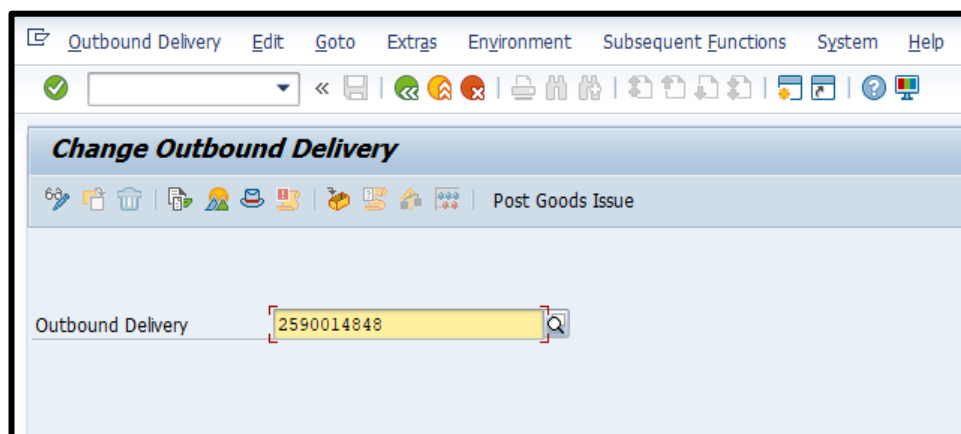 Outbound Delivery Edit Goto Extras Environment Subsequent Functions System Help
Change Outbound Delivery
Post Goods Issue
Outbound Delivery 2590014848